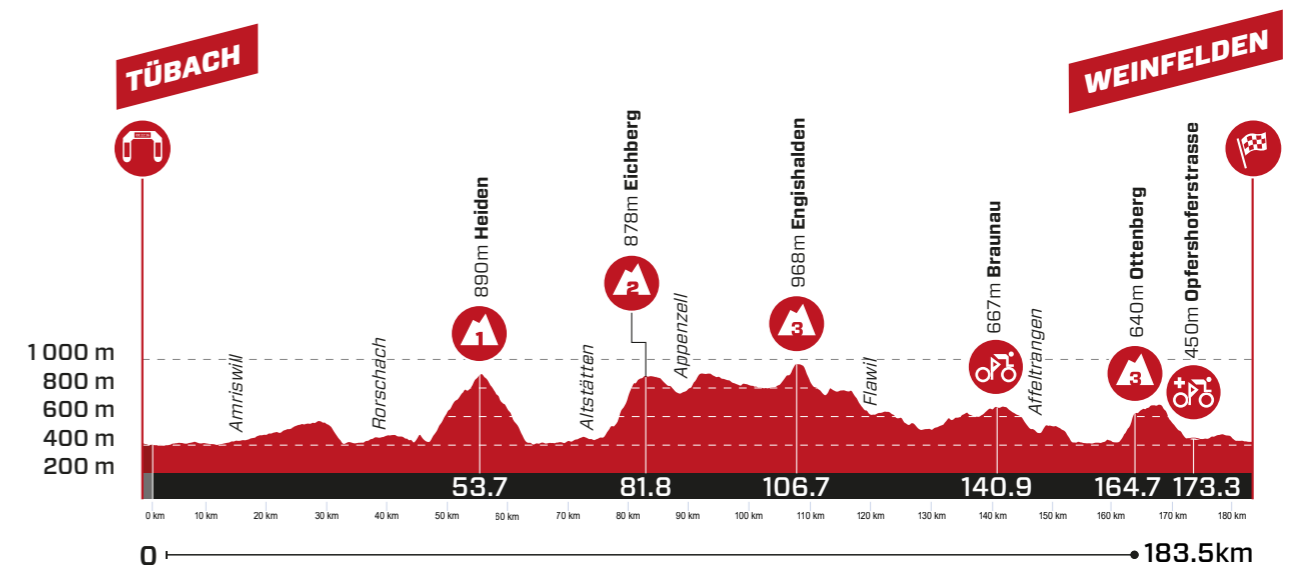 TÜBACH
WEINFELDEN
890m Heiden
878m Eichberg
968m Engishalden
667m Braunau
640m Ottenberg
450m Opfershoferstrasse
1
2
3
3
Amriswill
Rorschach
Altstätten
Appenzell
Flawil
Affeltrangen
1000 m
800 m
600 m
400 m
200 m
53.7 81.8 106.7 140.9 164.7 173.3
0 km 10 km 20 km 30 km 40 km 50 km 60 km 70 km 80 km 90 km 100 km 110 km 120 km 130 km 140 km 150 km 160 km 170 km 180 km
0 183.5km